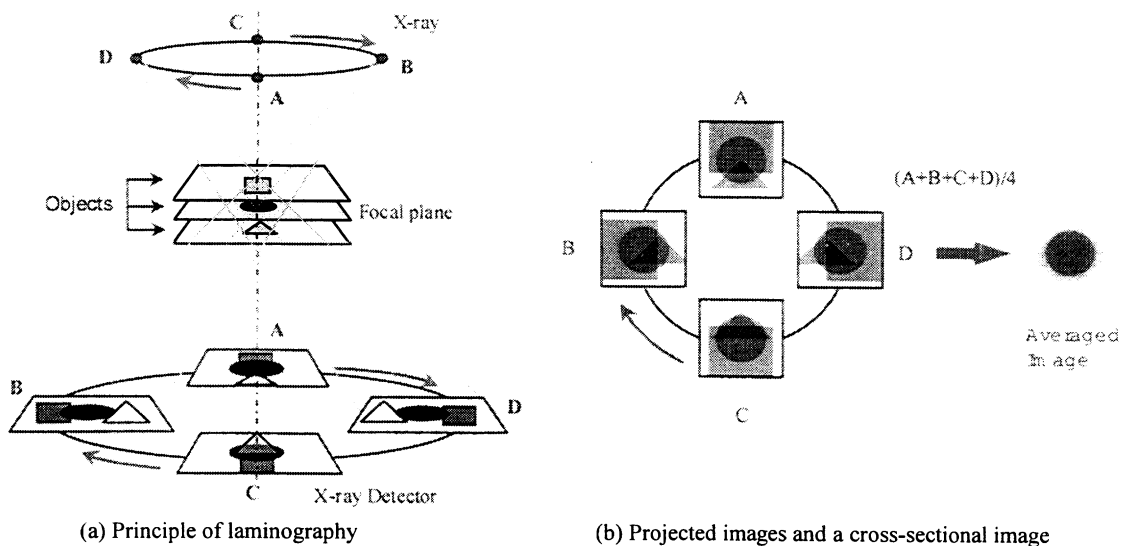 C
X-ray
D
B
A
Objects
Focal plane
A
B
D
C
X-ray Detector
(a) Principle of laminography
A
(A+B+C+D)/4
B
D
C
Averaged
Image
(b) Projected images and a cross-sectional image